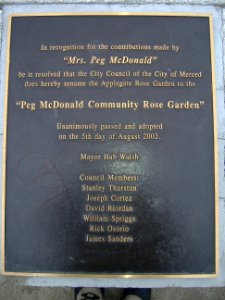 In recognition for the contributions made by
"Mrs. Peg McDonald"
be it resolved that the City Council of the City of Merced
does hereby rename the Applegate Rose Garden to the
"Peg McDonald Community Rose Garden"
Unanimously passed and adopted
on the 5th day of August 2002.
Mayor Hub Walsh
Council Members:
Stanley Thurston
Joseph Cortez
David Riordan
William Spriggs
Rick Osorio
James Sanders